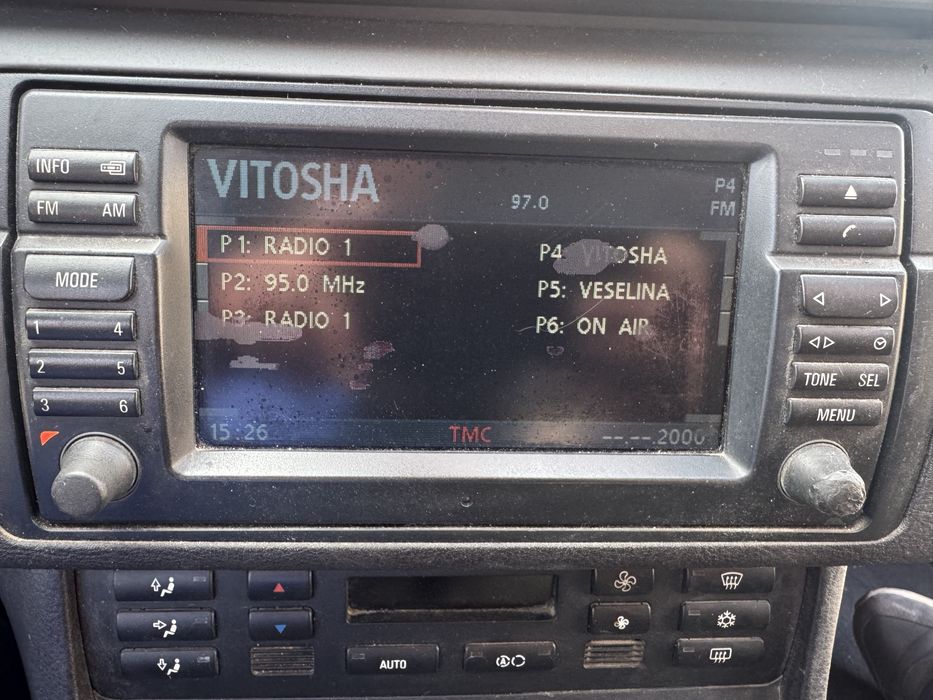 INFO
FM AM
MODE
1 4
2 5
3 6
VITOSHA
97.0
P4
FM
P1: RADIO 1
P2: 95.0 MHz
P3: RADIO 1
P4 VITOSHA
P5: VESELINA
P6: ON AIR
15:26
TMC
--.--.2000
TONE SEL
MENU
AUTO
A